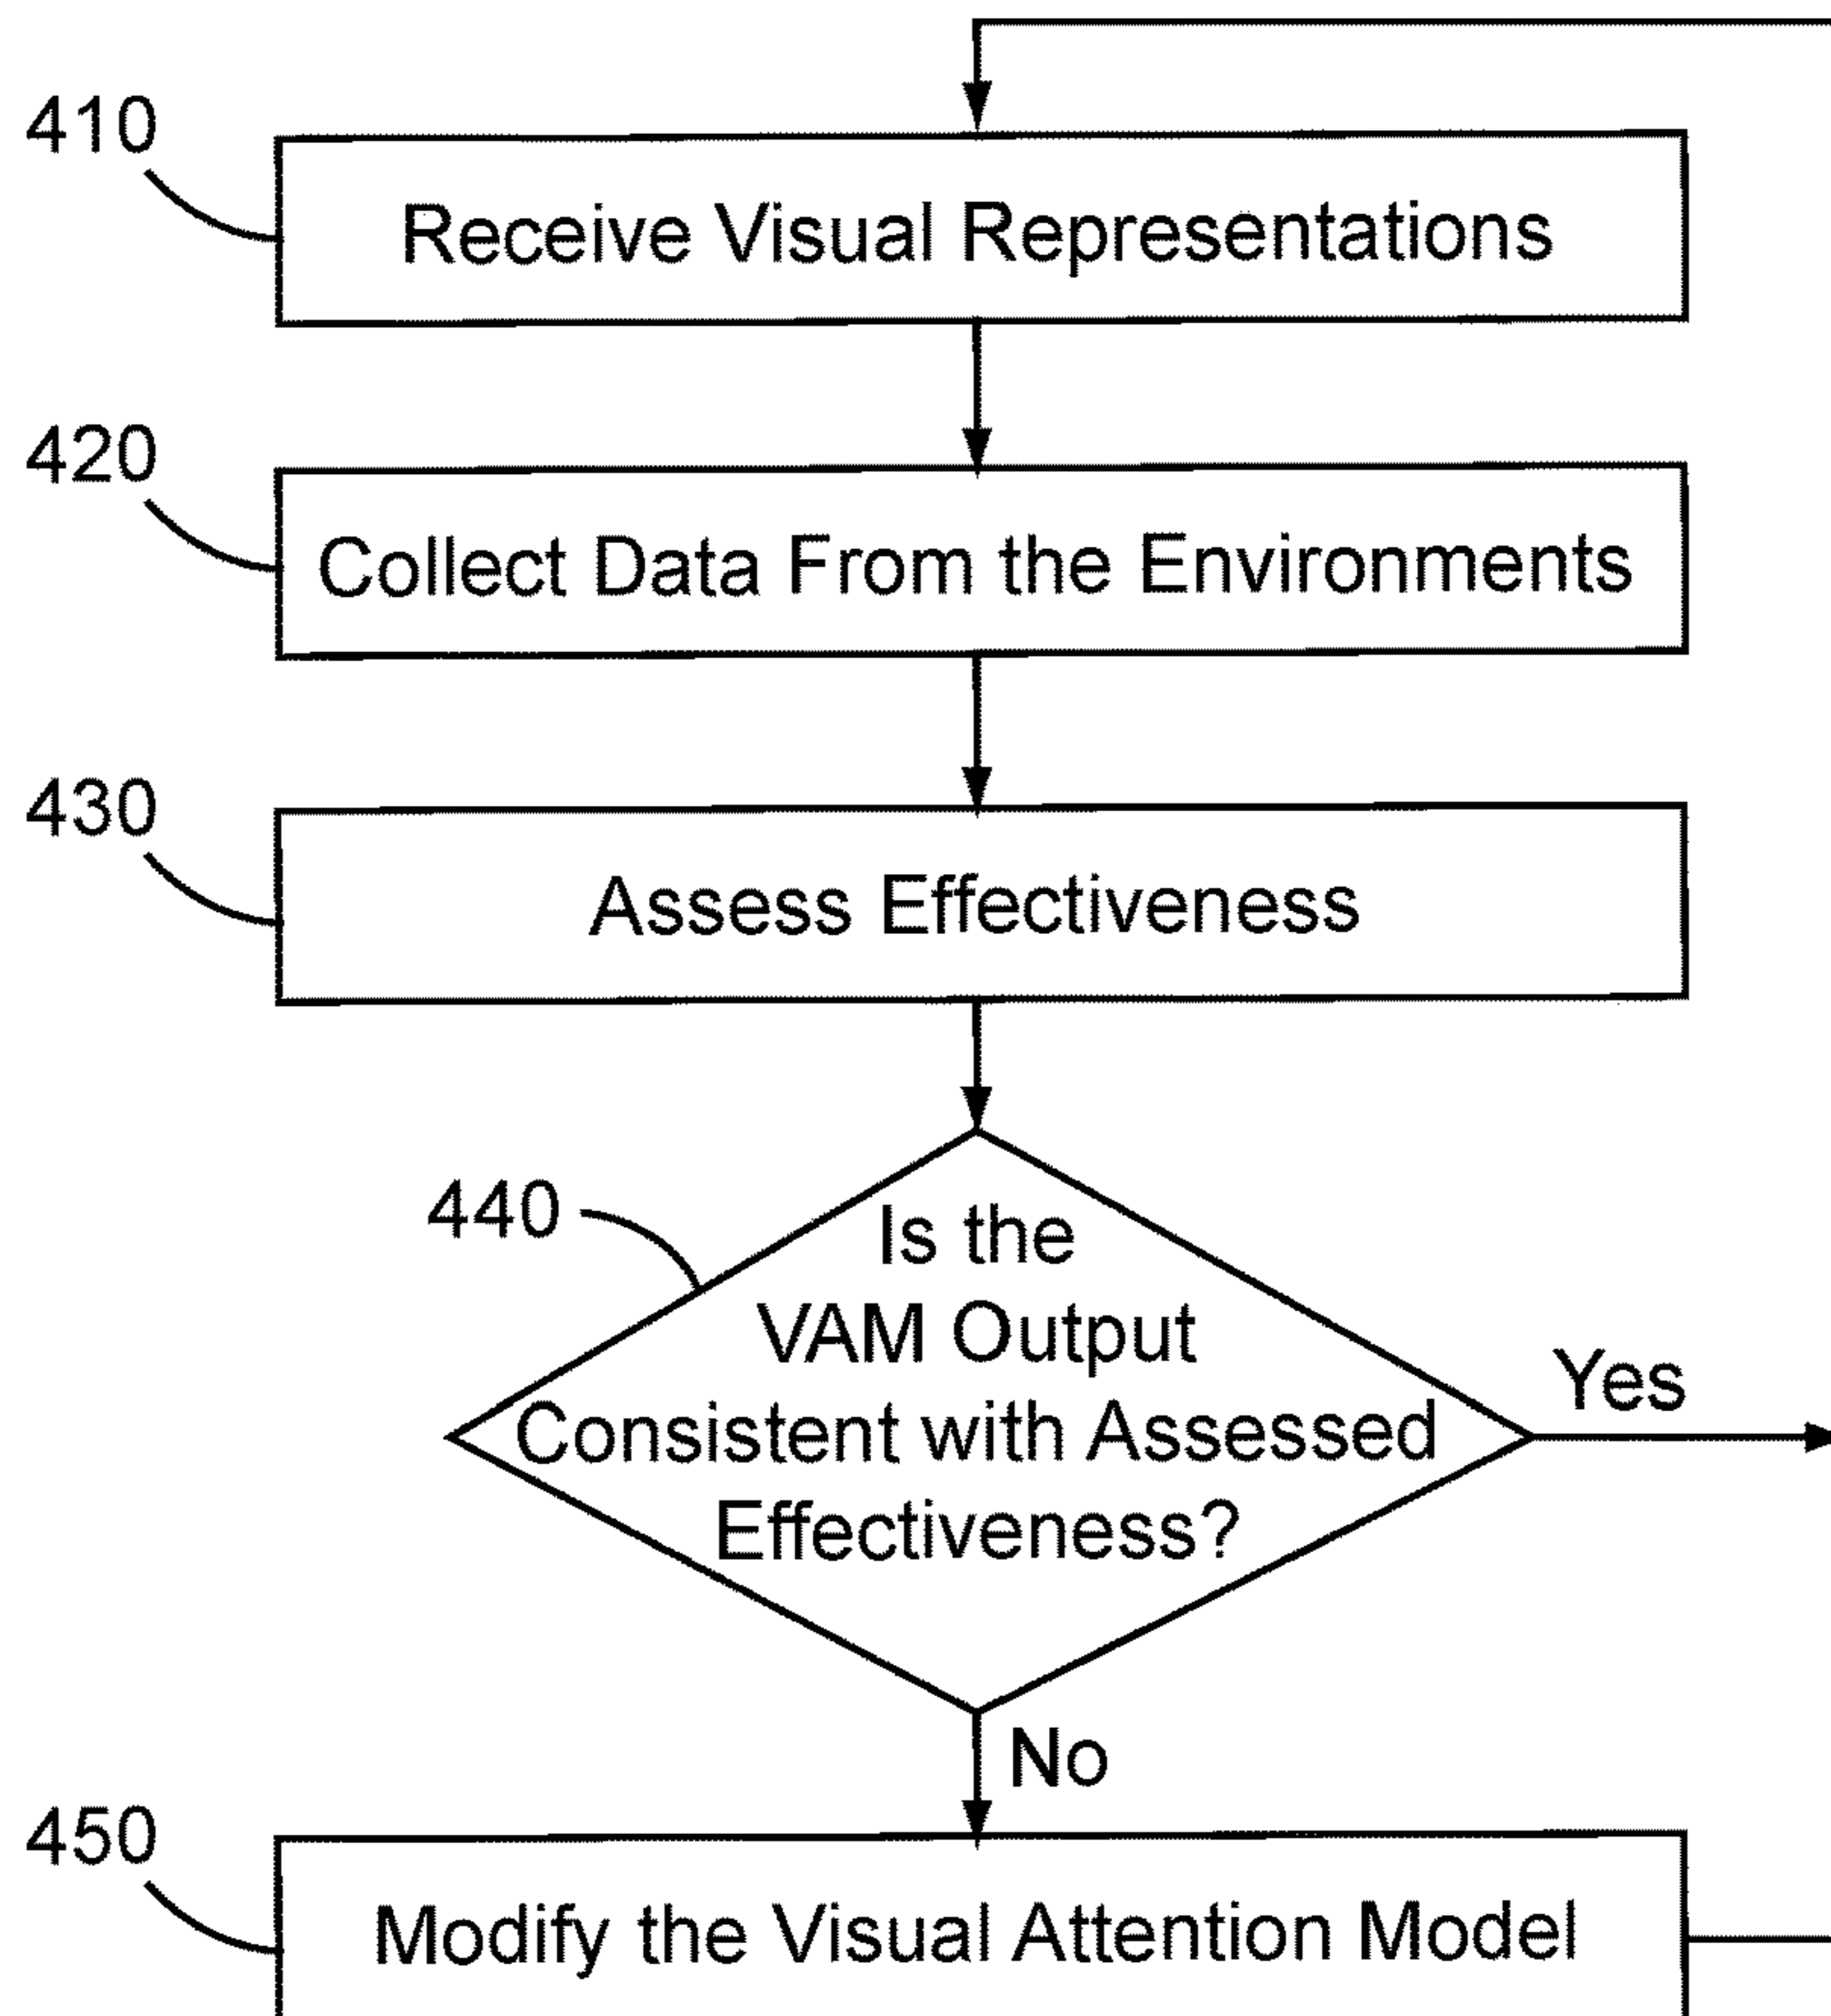 410
Receive Visual Representations
420
Collect Data From the Environments
430
Assess Effectiveness
440
Is the
VAM Output
Consistent with Assessed
Effectiveness?
Yes
No
450
Modify the Visual Attention Model